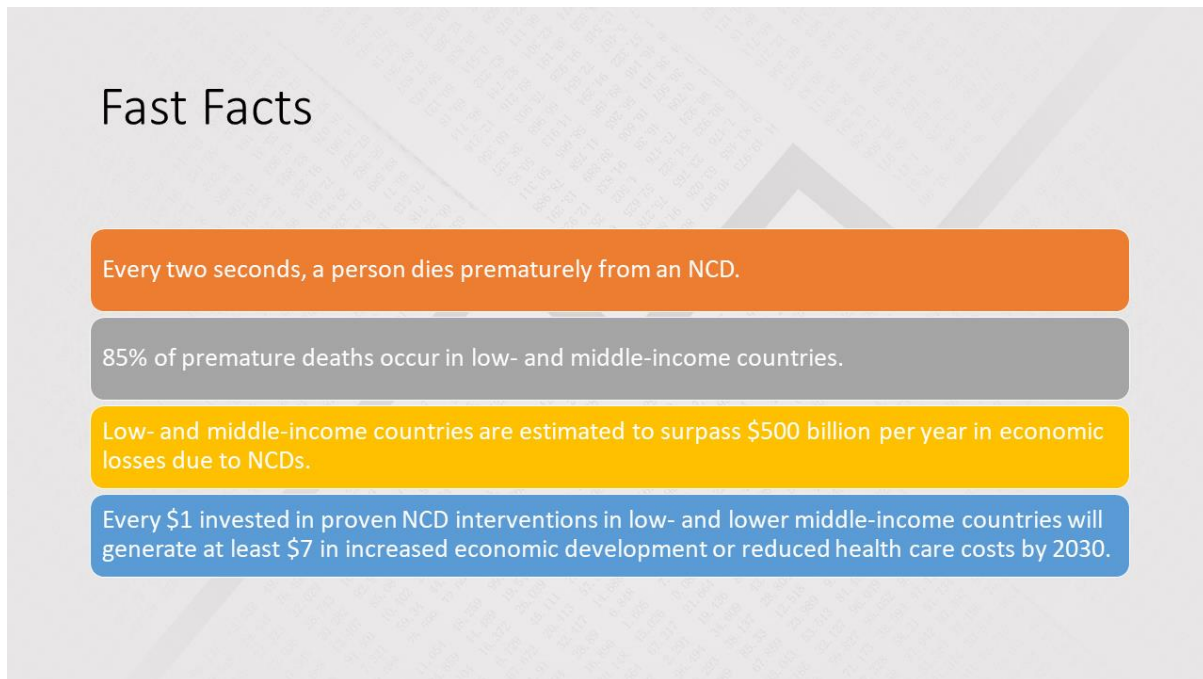 Fast Facts
Every two seconds, a person dies prematurely from an NCD.
85% of premature deaths occur in low- and middle-income countries.
Low- and middle-income countries are estimated to surpass $500 billion per year in economic
losses due to NCDs.
Every $1 invested in proven NCD interventions in low- and lower middle-income countries will
generate at least $7 in increased economic development or reduced health care costs by 2030.